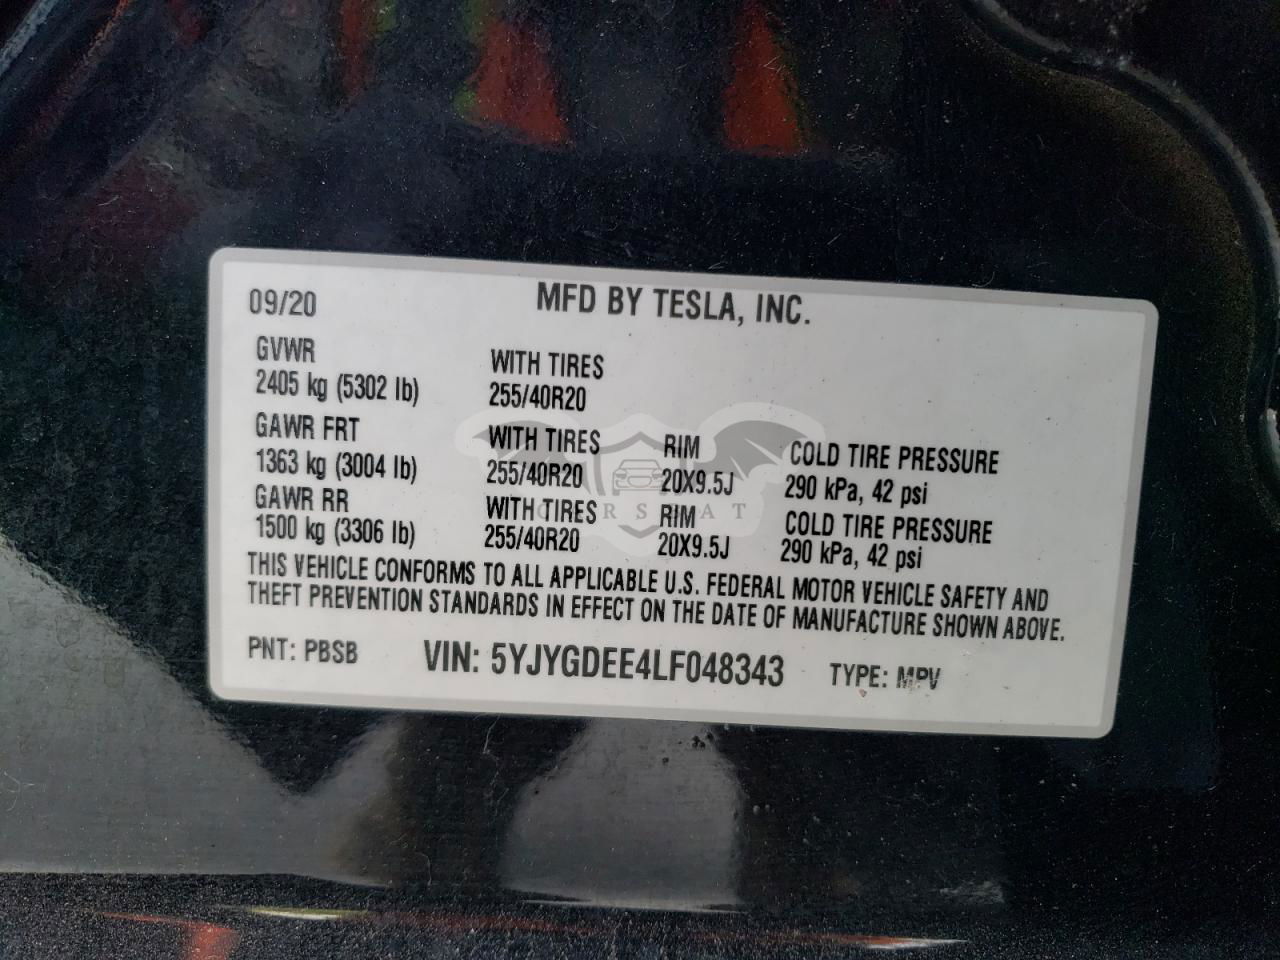 09/20 MFD BY TESLA, INC.
GVWR WITH TIRES
2405 kg (5302 lb) 255/40R20
GAWR FRT WITH TIRES RIM COLD TIRE PRESSURE
1363 kg (3004 lb) 255/40R20 20X9.5J 290 kPa, 42 psi
GAWR RR WITH TIRES RIM COLD TIRE PRESSURE
1500 kg (3306 lb) 255/40R20 20X9.5J 290 kPa, 42 psi
THIS VEHICLE CONFORMS TO ALL APPLICABLE U.S. FEDERAL MOTOR VEHICLE SAFETY AND
THEFT PREVENTION STANDARDS IN EFFECT ON THE DATE OF MANUFACTURE SHOWN ABOVE.
PNT: PBSB VIN: 5YJYGDEE4LF048343 TYPE: MPV